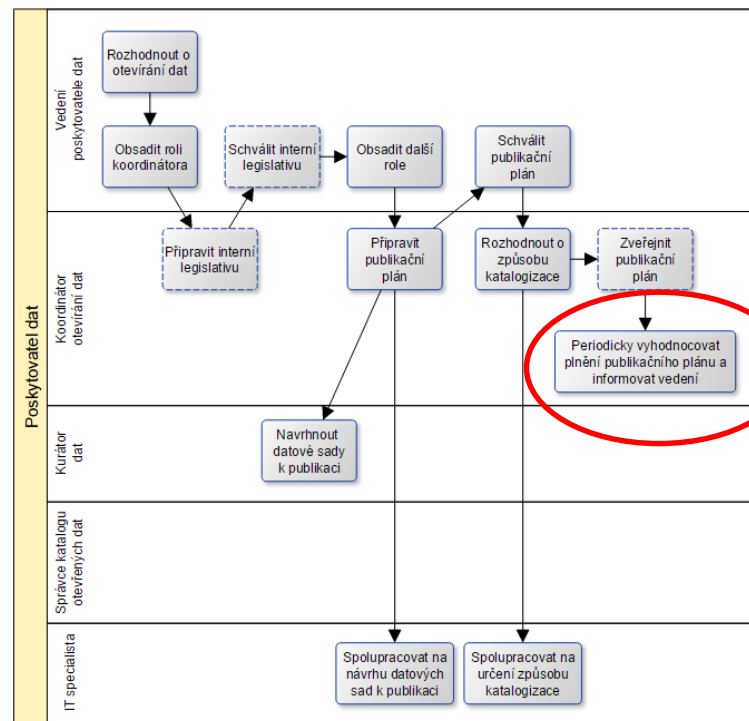 Poskytovatel dat
Vedení
poskytovatele dat
Rozhodnout o
otevírání dat
Obsadit roli
koordinátora
Schválit interní
legislativu
Obsadit další
role
Schválit
publikační
plán
Koordinátor
otevírání dat
Připravit interní
legislativu
Připravit
publikační
plán
Rozhodnout o
způsobu
katalogizace
Zveřejnit
publikační
plán
Periodicky vyhodnocovat
plnění publikačního plánu a
informovat vedení
Kurátor
dat
Navrhnout
datové sady
k publikaci
Správce katalogu
otevřených dat
IT specialista
Spolupracovat na
návrhu datových
sad k publikaci
Spolupracovat na
určení způsobu
katalogizace